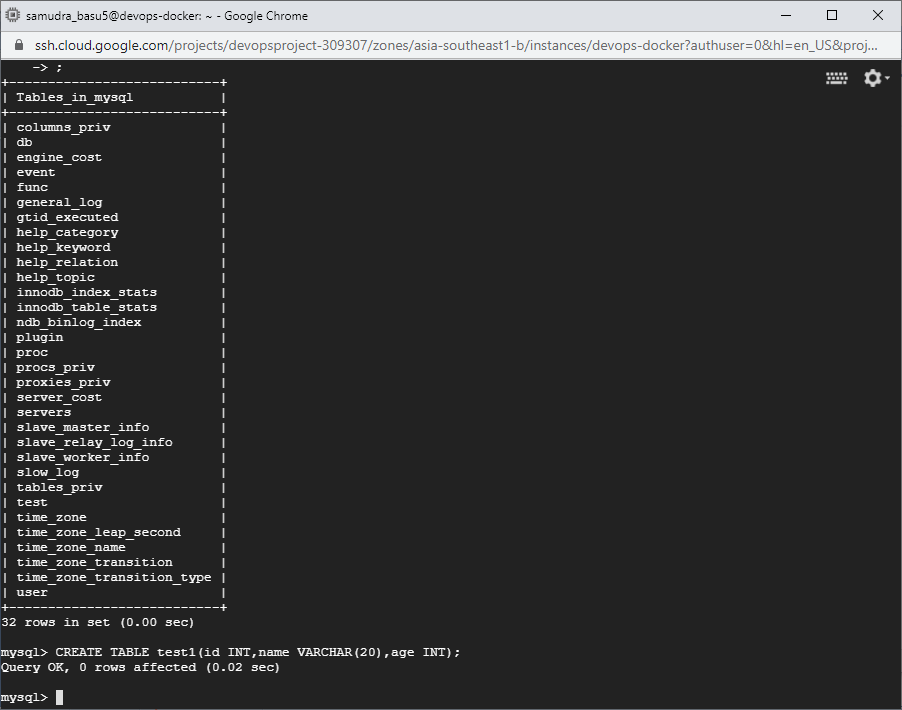 samudra_basu5@devops-docker: ~ - Google Chrome
ssh.cloud.google.com/projects/devopsproject-309307/zones/asia-southeast1-b/instances/devops-docker?authuser=0&hl=en_US&proj...
    -> ;
+---------------------------+
| Tables_in_mysql           |
+---------------------------+
| columns_priv              |
| db                        |
| engine_cost               |
| event                     |
| func                      |
| general_log               |
| gtid_executed             |
| help_category             |
| help_keyword              |
| help_relation             |
| help_topic                |
| innodb_index_stats        |
| innodb_table_stats        |
| ndb_binlog_index          |
| plugin                    |
| proc                      |
| procs_priv                |
| proxies_priv              |
| server_cost               |
| servers                   |
| slave_master_info         |
| slave_relay_log_info      |
| slave_worker_info         |
| slow_log                  |
| tables_priv               |
| test                      |
| time_zone                 |
| time_zone_leap_second     |
| time_zone_name            |
| time_zone_transition      |
| time_zone_transition_type |
| user                      |
+---------------------------+
32 rows in set (0.00 sec)
mysql> CREATE TABLE test1(id INT,name VARCHAR(20),age INT);
Query OK, 0 rows affected (0.02 sec)
mysql>